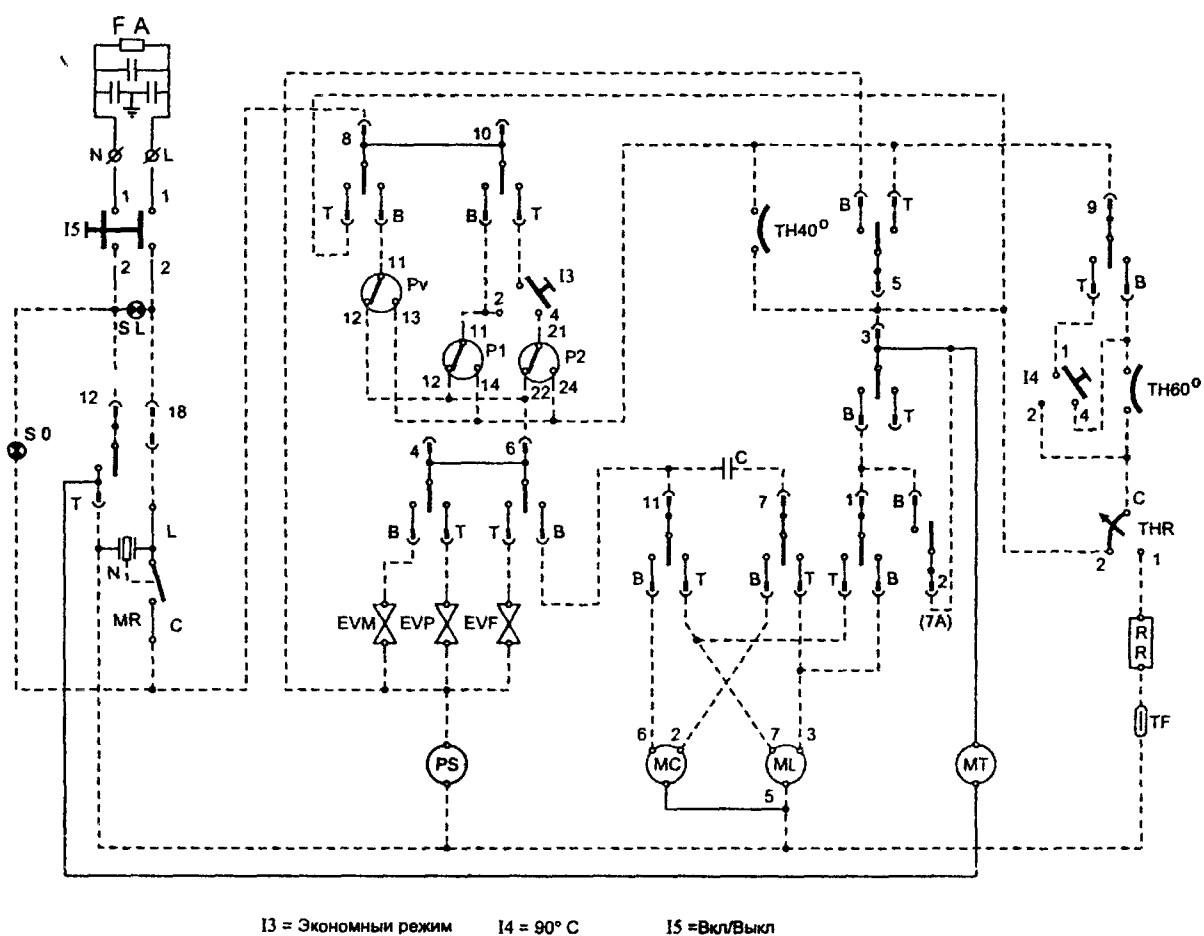 F A
N L
1 1
I5
2 2
S L
12 18
S 0
T
L
N
MR C
8 10
T B B T
11 Pv I3
12 13 2 4
11 P1 21 P2
12 14 22 24
4 6
B T T B
EVM EVP EVF
PS
C
11 7 1 B
B T B T T B 2
(7A)
6 2 7 3
MC ML MT
5
TH40°
B T
5
3
B T
9
T B
1
I4
2 4
TH60°
C
THR
2 1
R
R
TF
I3 = Экономный режим I4 = 90° C I5 =Вкл/Выкл